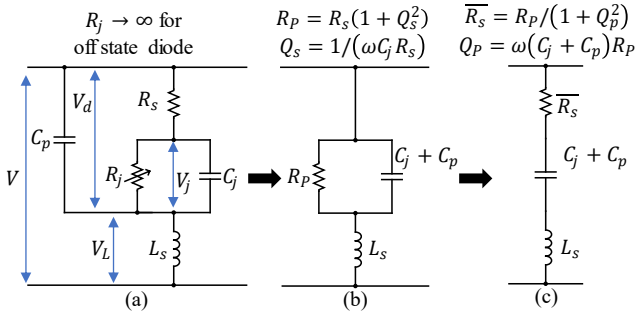 R_j → ∞ for
off state diode
V
C_p
V_d
R_s
R_j
V_j
C_j
V_L
L_s
(a)
R_P = R_s(1 + Q_s^2)
Q_s = 1/(ωC_jR_s)
R_P
C_j + C_p
L_s
(b)
\overline{R_s} = R_P/(1 + Q_p^2)
Q_P = ω(C_j + C_p)R_P
\overline{R_s}
C_j + C_p
L_s
(c)